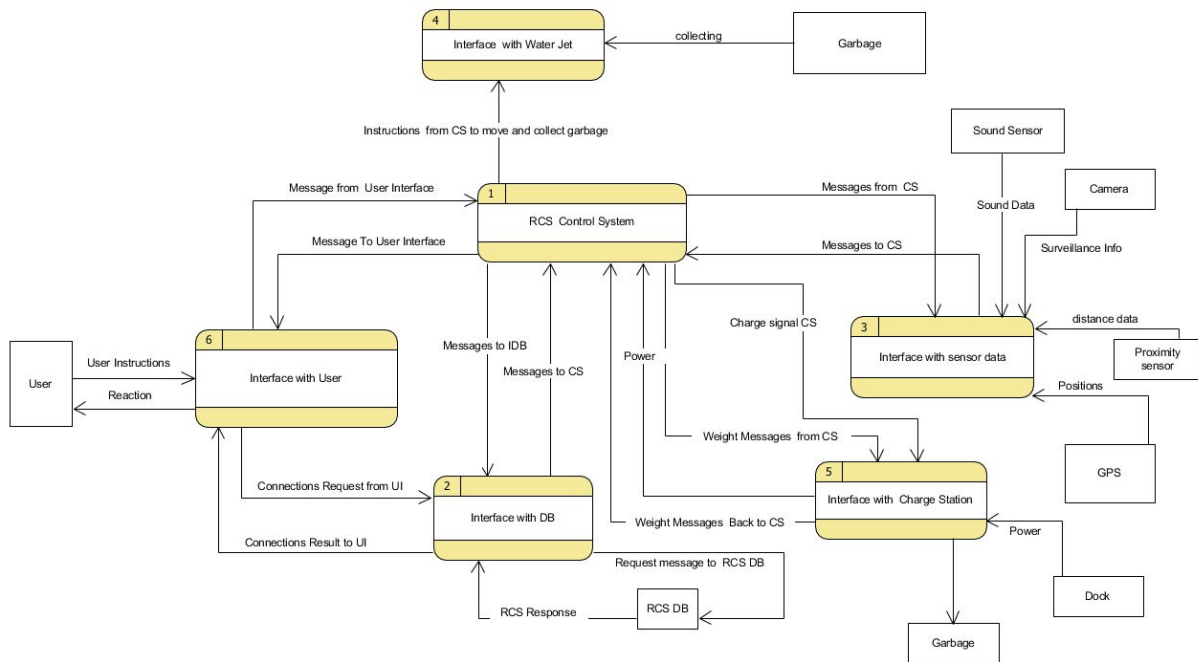 4
Interface with Water Jet
collecting
Garbage
Instructions from CS to move and collect garbage
Sound Sensor
Message from User Interface
1
RCS Control System
Messages from CS
Sound Data
Camera
Message To User Interface
Messages to CS
Surveillance Info
6
Interface with User
User
User Instructions
Reaction
Messages to IDB
Messages to CS
Power
Charge signal CS
3
Interface with sensor data
distance data
Proximity
sensor
Positions
GPS
Weight Messages from CS
Connections Request from UI
2
Interface with DB
5
Interface with Charge Station
Weight Messages Back to CS
Power
Connections Result to UI
Request message to RCS DB
RCS Response
RCS DB
Dock
Garbage